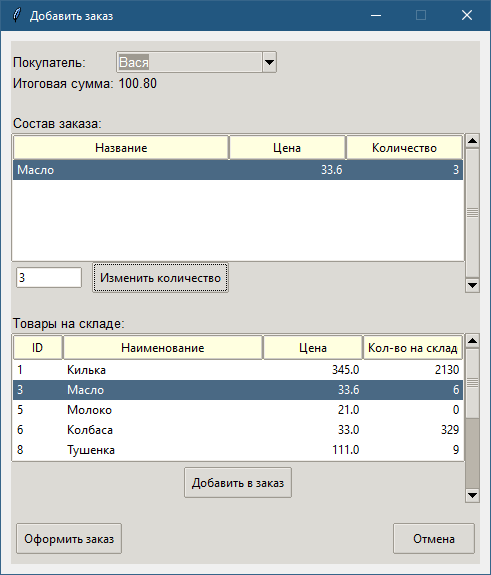 Добавить заказ
Покупатель: Вася
Итоговая сумма: 100.80
Состав заказа:
Название Цена Количество
Масло 33.6 3
3 Изменить количество
Товары на складе:
ID Наименование Цена Кол-во на склад
1 Килька 345.0 2130
3 Масло 33.6 6
5 Молоко 21.0 0
6 Колбаса 33.0 329
8 Тушенка 111.0 9
Добавить в заказ
Оформить заказ Отмена